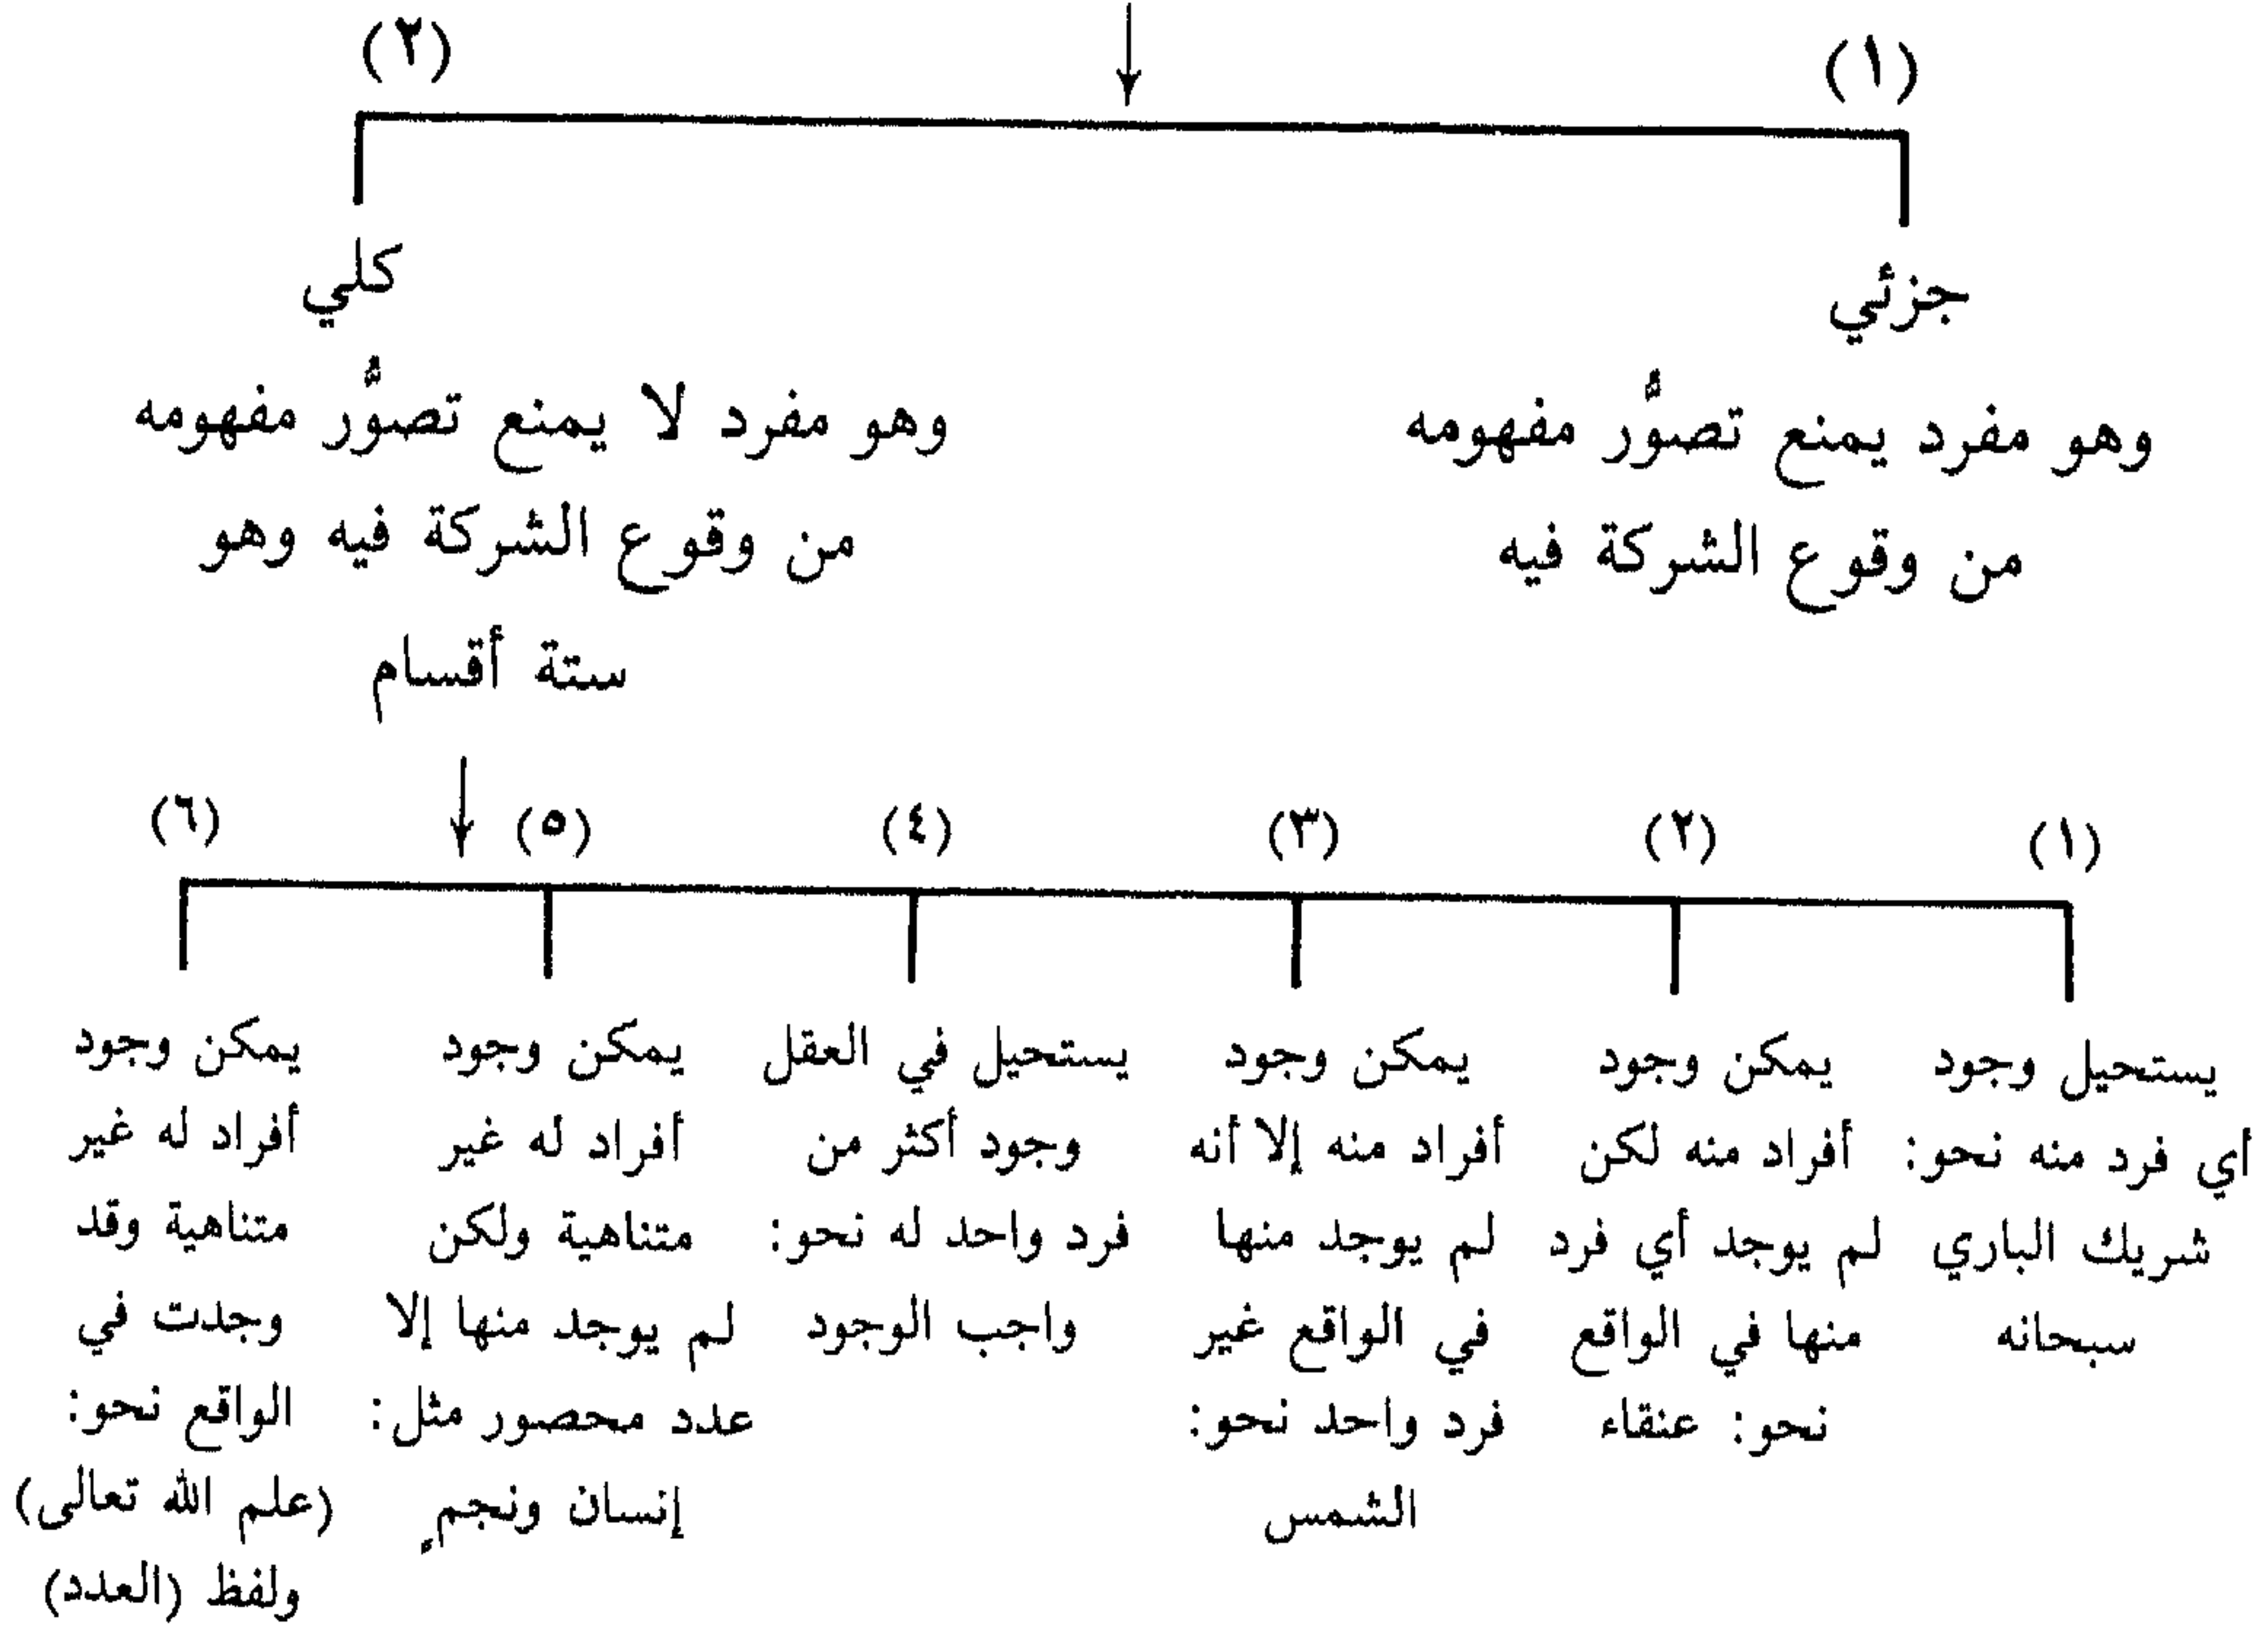 (١)
جزئي
وهو مفرد يمنع تصوُّر مفهومه
من وقوع الشركة فيه
(٢)
كلي
وهو مفرد لا يمنع تصوُّر مفهومه
من وقوع الشركة فيه وهو
ستة أقسام
(١)
يستحيل وجود
أي فرد منه نحو:
شريك الباري
سبحانه
(٢)
يمكن وجود
أفراد منه لكن
لم يوجد أي فرد
منها في الواقع
نحو: عنقاء
(٣)
يمكن وجود
أفراد منه إلا أنه
لم يوجد منها
في الواقع غير
فرد واحد نحو:
الشمس
(٤)
يستحيل في العقل
وجود أكثر من
فرد واحد له نحو:
واجب الوجود
(٥)
يمكن وجود
أفراد له غير
متناهية ولكن
لم يوجد منها إلا
عدد محصور مثل:
إنسان ونجم.
(٦)
يمكن وجود
أفراد له غير
متناهية وقد
وجدت في
الواقع نحو:
(علم الله تعالى)
ولفظ (العدد)